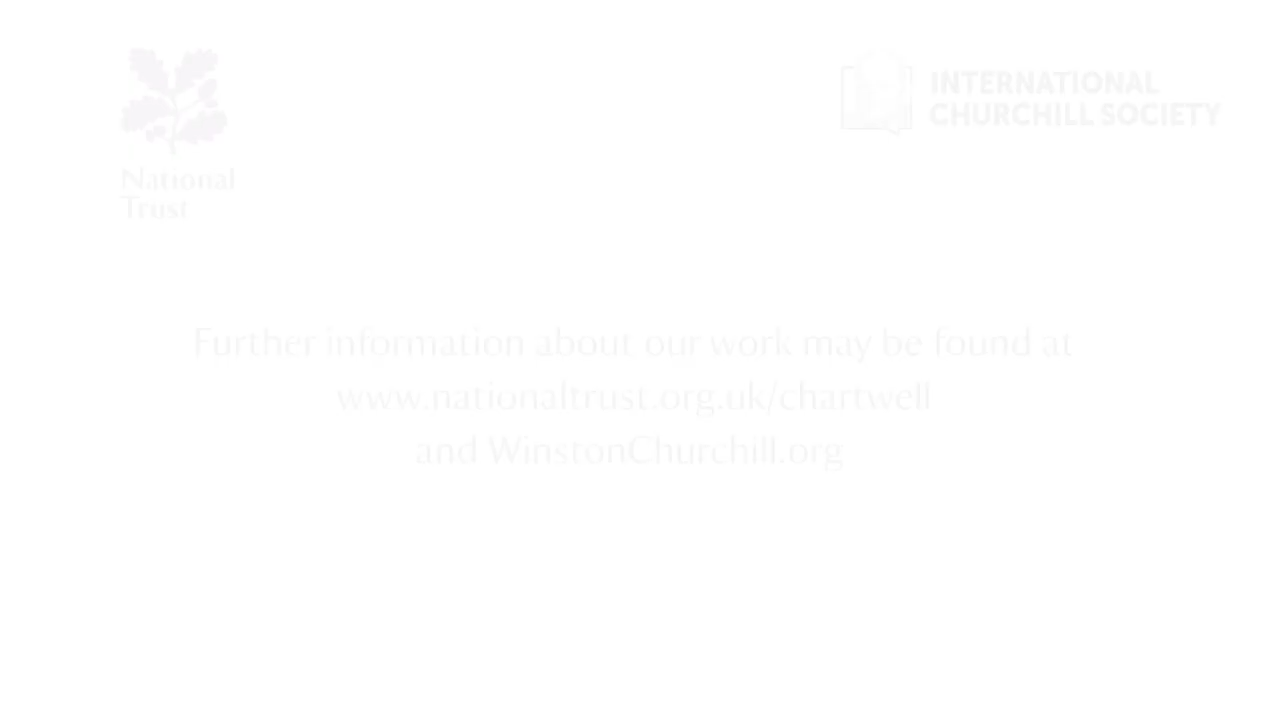 National
Trust
INTERNATIONAL
CHURCHILL SOCIETY
Further information about our work may be found at
www.nationaltrust.org.uk/chartwell
and WinstonChurchill.org